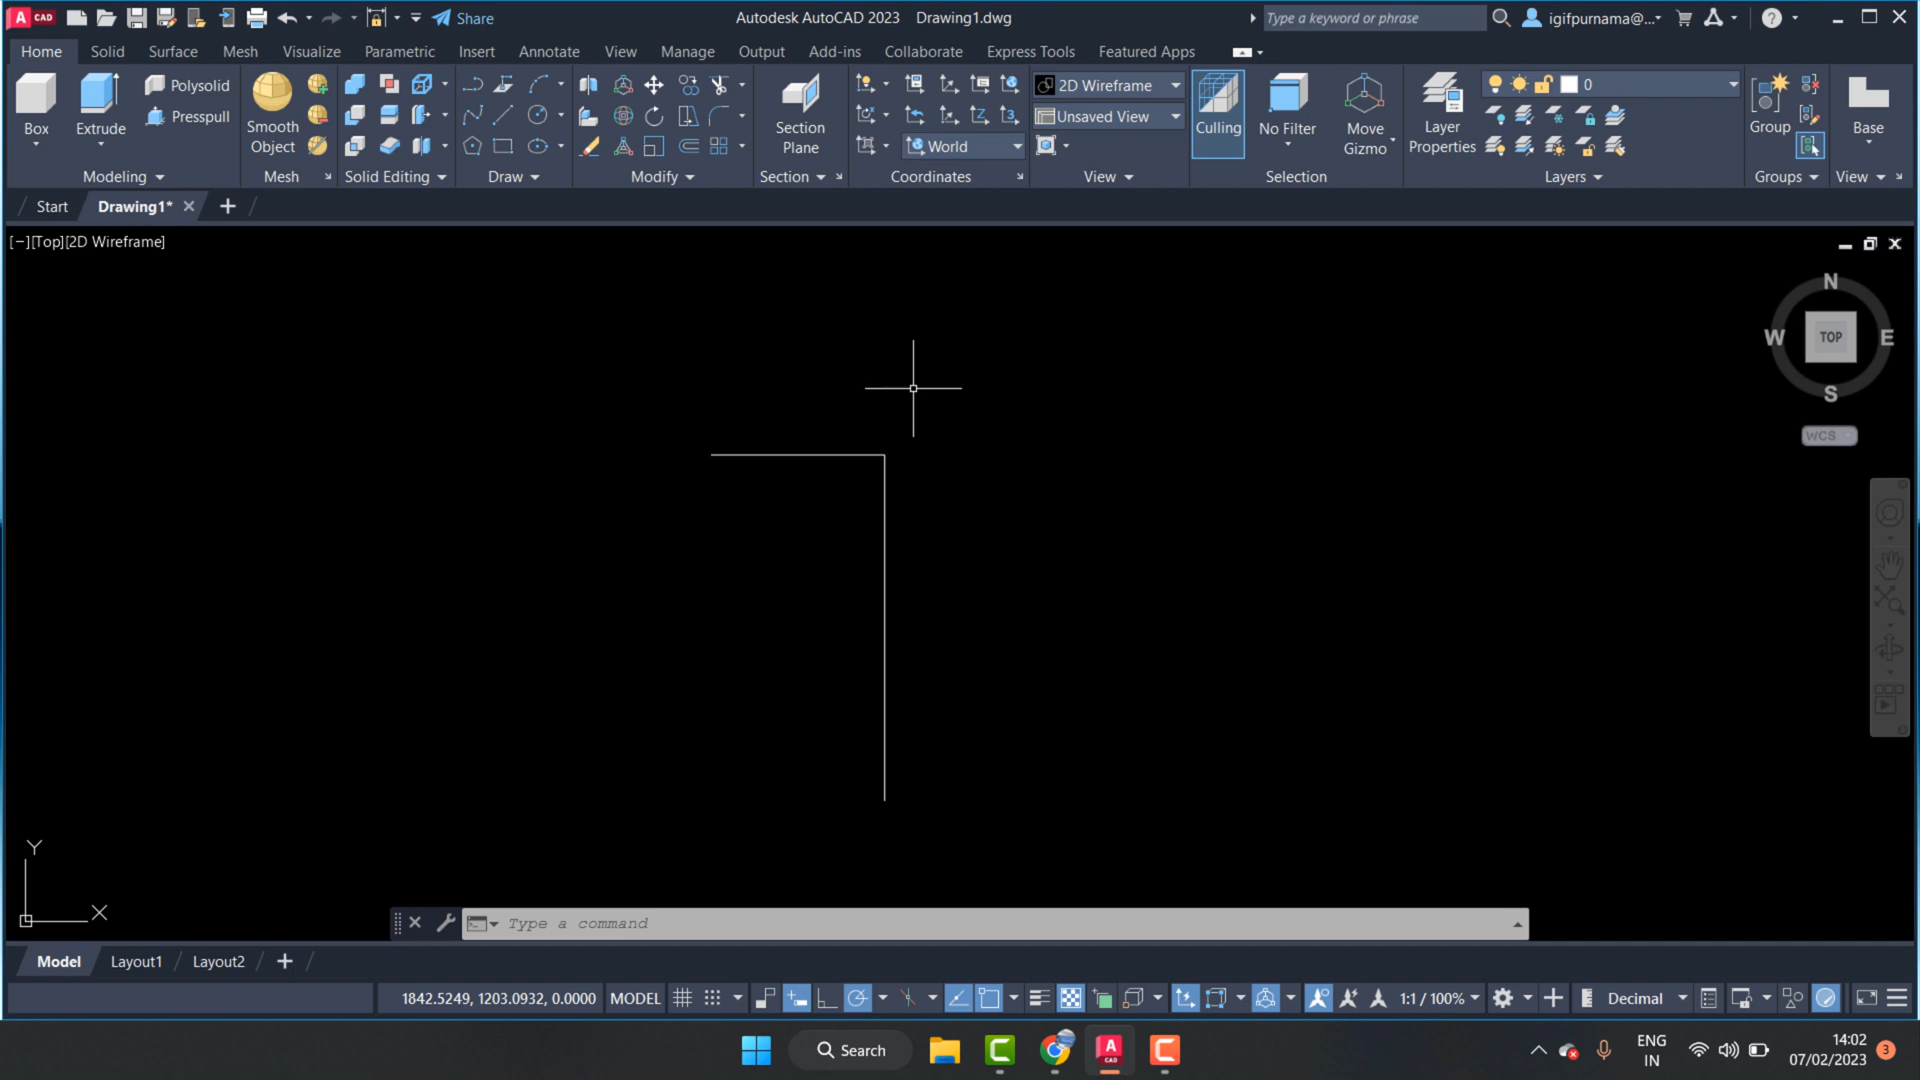 A CAD Share Autodesk AutoCAD 2023 Drawing1.dwg Type a keyword or phrase igifpurnama@...
Home Solid Surface Mesh Visualize Parametric Insert Annotate View Manage Output Add-ins Collaborate Express Tools Featured Apps
Polysolid 2D Wireframe 0
Box Extrude Presspull Smooth Object Section Plane Unsaved View Culling No Filter Move Gizmo Layer Properties Group Base
World
Modeling Mesh Solid Editing Draw Modify Section Coordinates View Selection Layers Groups View
Start Drawing1*
[−][Top][2D Wireframe]
N
W TOP E
S
WCS
Y
X
Type a command
Model Layout1 Layout2
1842.5249, 1203.0932, 0.0000 MODEL 1:1 / 100% Decimal
Search A CAD ENG IN 14:02 07/02/2023 3